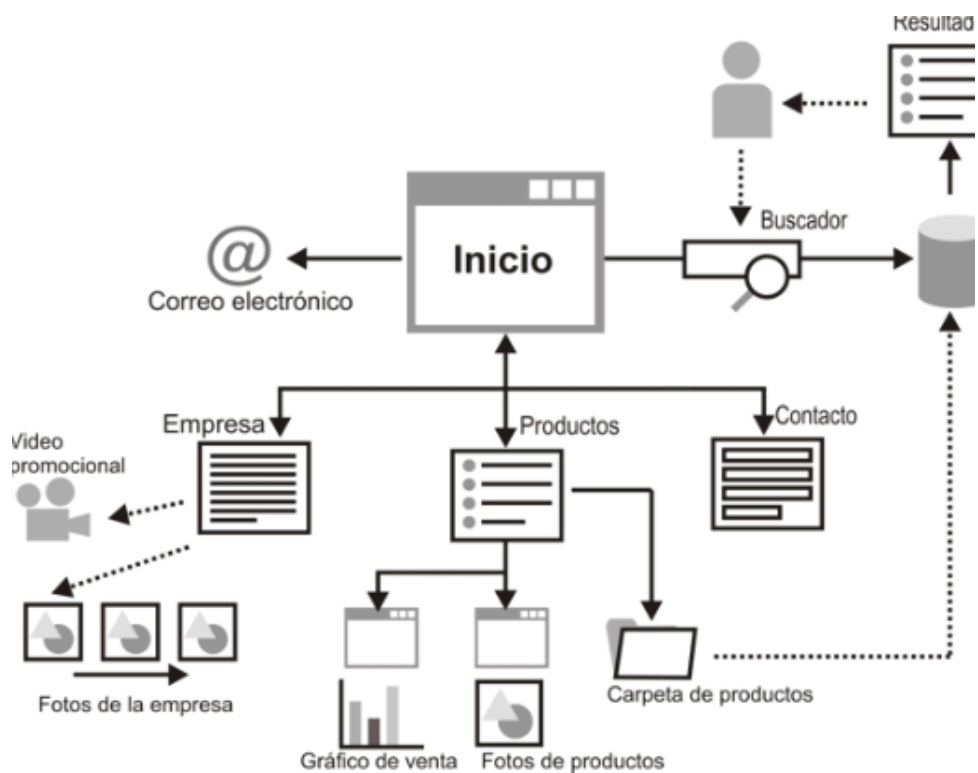 Resultad
Buscador
Inicio
Correo electrónico
Empresa
Productos
Contacto
Video
promocional
Fotos de la empresa
Carpeta de productos
Gráfico de venta
Fotos de productos